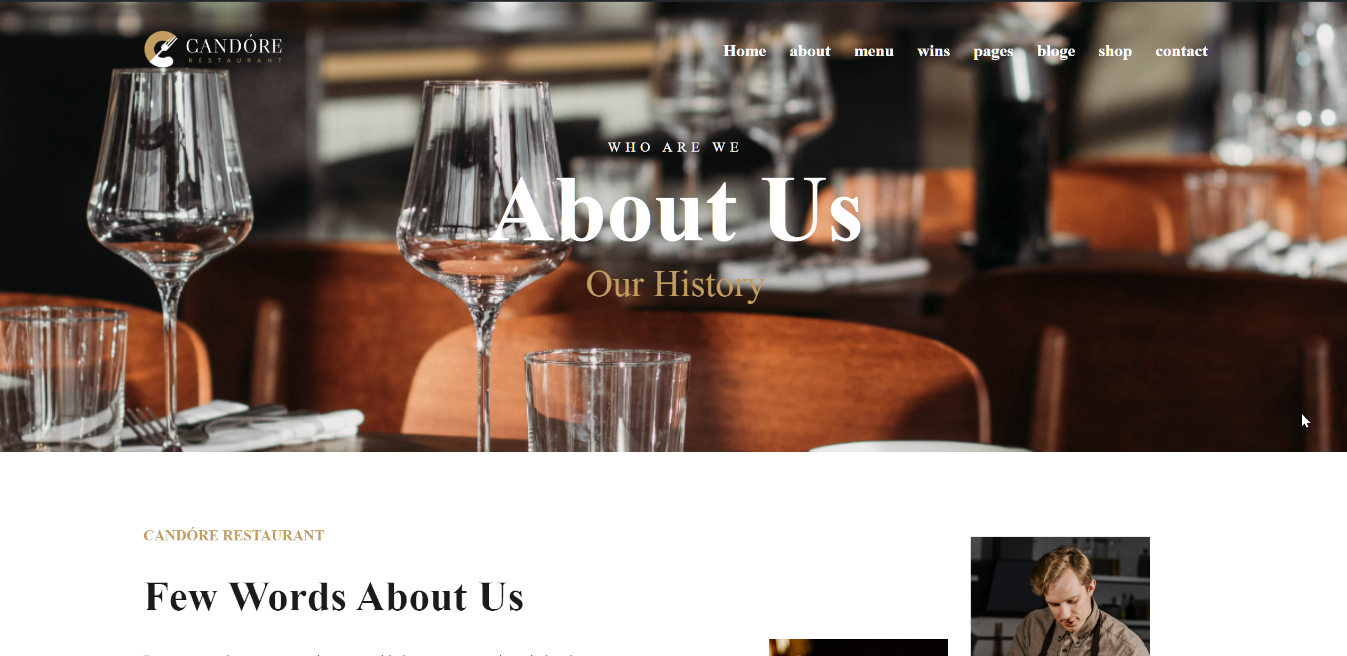 CANDÓRE
RESTAURANT
Home about menu wins pages bloge shop contact
WHO ARE WE
About Us
Our History
CANDÓRE RESTAURANT
Few Words About Us